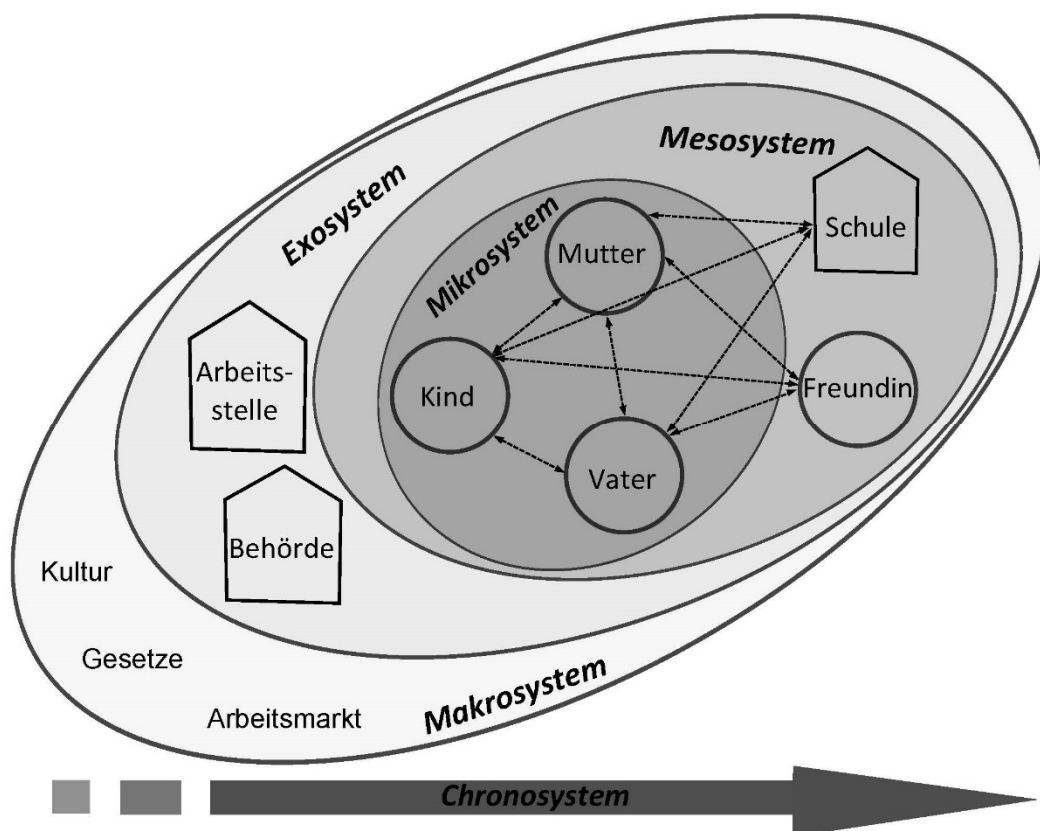 Mesosystem
Exosystem
Mikrosystem
Mutter
Schule
Arbeits-
stelle
Kind
Freundin
Vater
Behörde
Kultur
Gesetze
Arbeitsmarkt
Makrosystem
Chronosystem